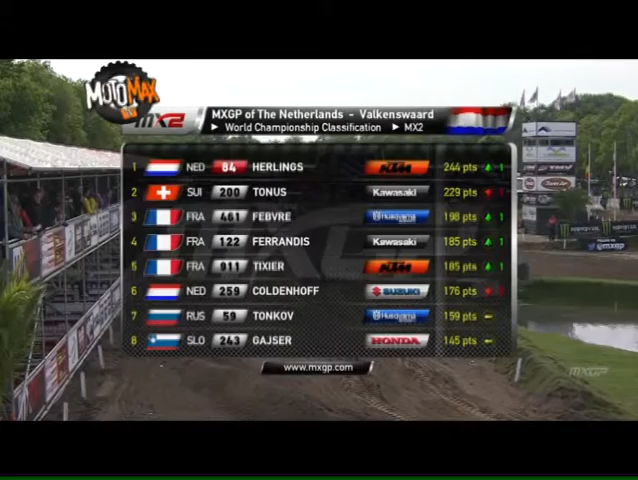 MOTOMAX
MX2
MXGP of The Netherlands - Valkenswaard
World Championship Classification MX2
1 NED 84 HERLINGS KTM 244 pts 1
2 SUI 200 TONUS Kawasaki 229 pts
3 FRA 461 FEBVRE Husqvarna 198 pts 1
4 FRA 122 FERRANDIS Kawasaki 185 pts 1
5 FRA 911 TIXIER KTM 185 pts 1
6 NED 259 COLDENHOFF SUZUKI 176 pts
7 RUS 59 TONKOV Husqvarna 159 pts
8 SLO 243 GAJSER HONDA 145 pts
www.mxgp.com
MXGP